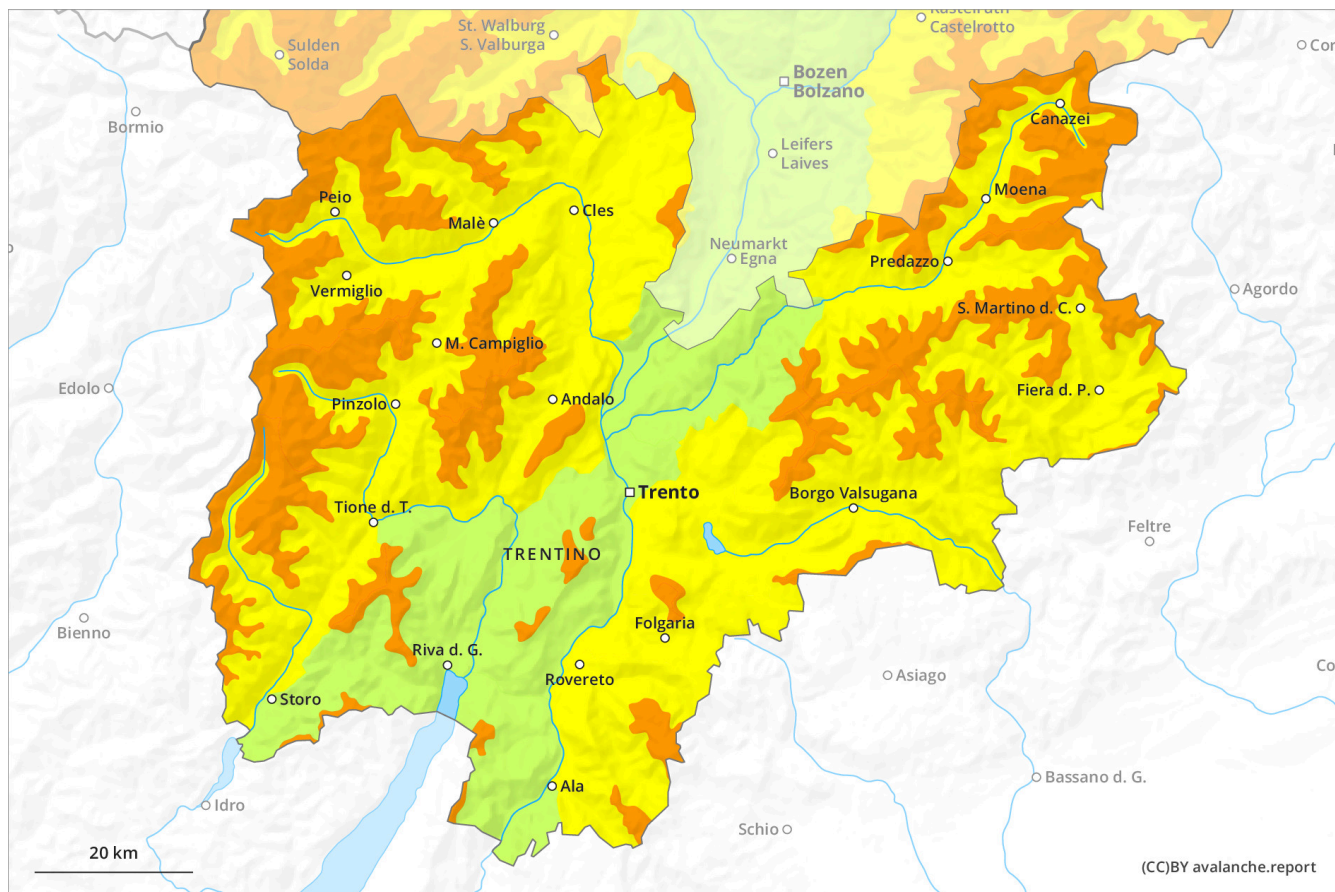 Kastelruth
Castelrotto
St. Walburg
S. Valburga
Sulden
Solda
Bozen
Bolzano
Bormio
Canazei
Leifers
Laives
Moena
Peio
Malè
Cles
Neumarkt
Egna
Predazzo
Vermiglio
Agordo
S. Martino d. C.
M. Campiglio
Edolo
Pinzolo
Andalo
Fiera d. P.
Trento
Borgo Valsugana
Tione d. T.
Feltre
TRENTINO
Bienno
Folgaria
Riva d. G.
Rovereto
Asiago
Storo
Ala
Bassano d. G.
Idro
Schio
20 km
(CC)BY avalanche.report